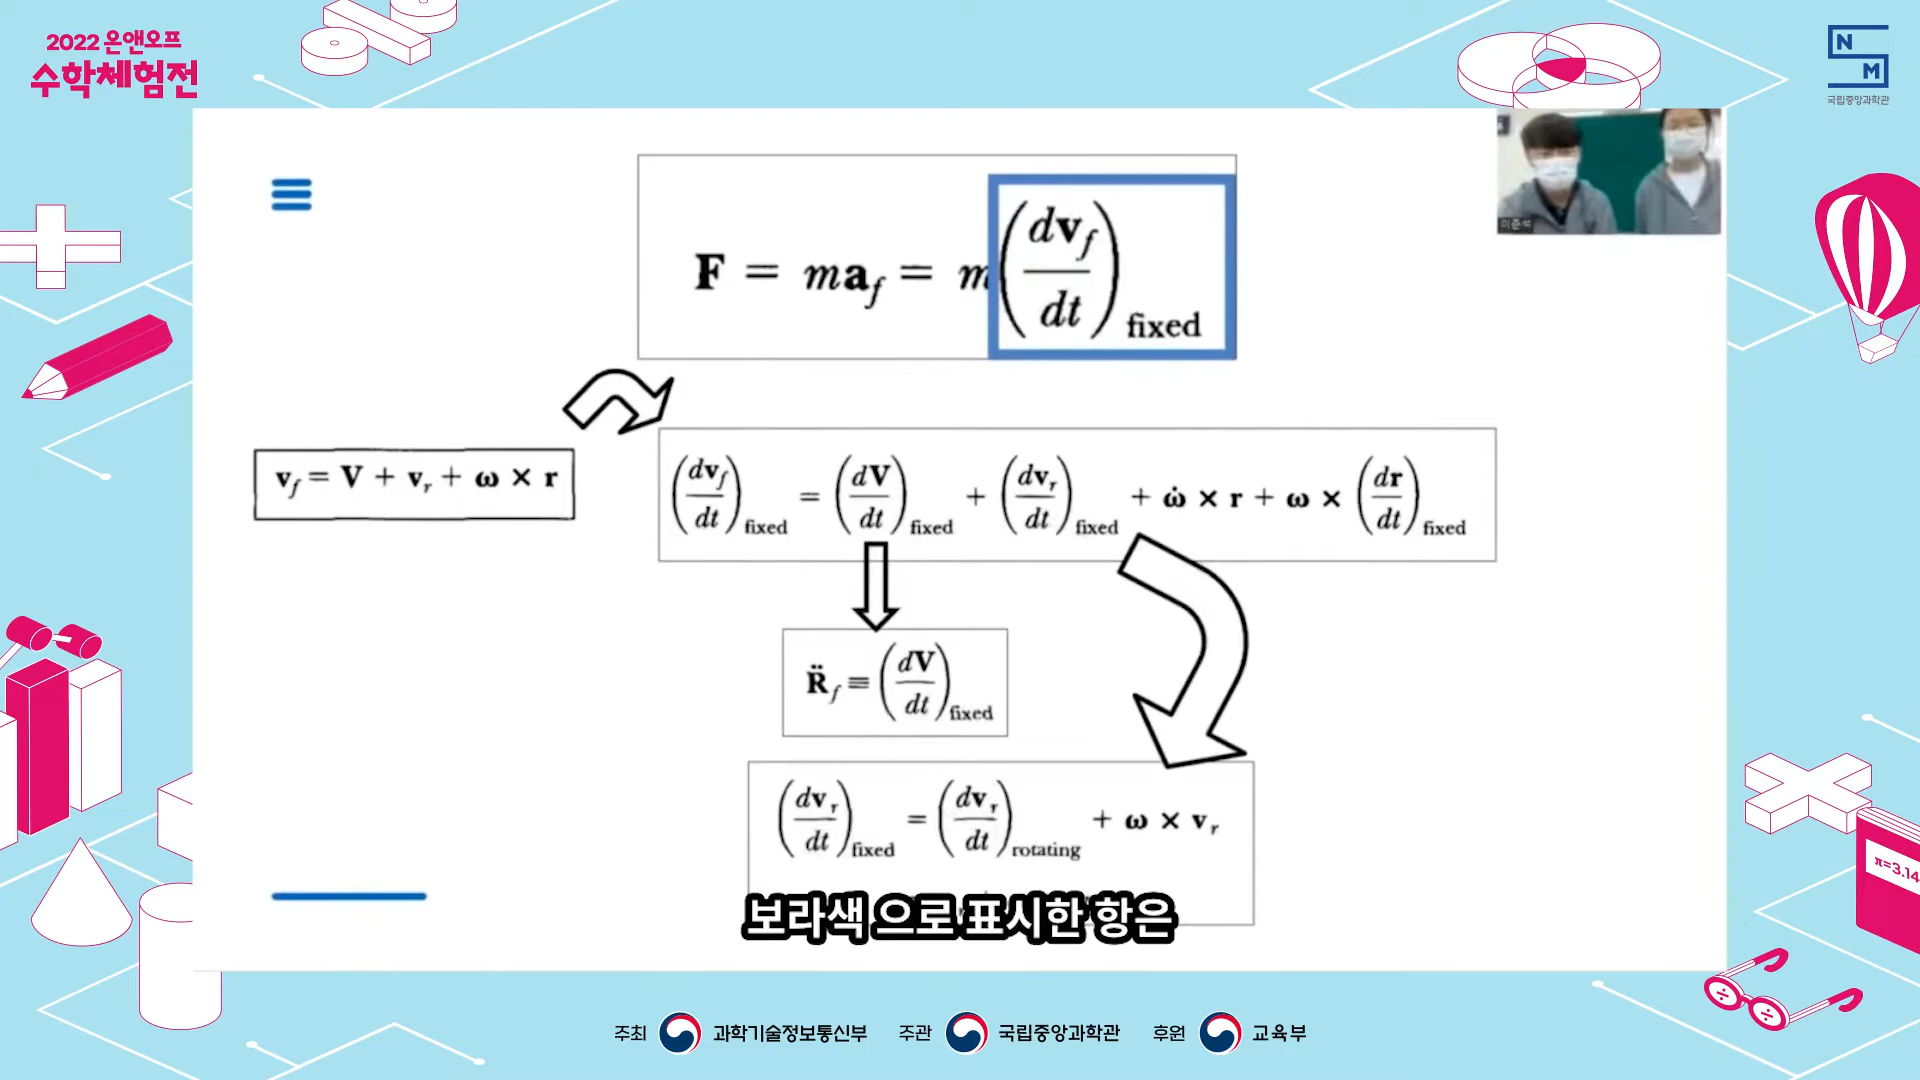 2022 온앤오프
수학체험전
N
M
국립중앙과학관
이준석
F = ma_f = m(dv_f/dt)_fixed
v_f = V + v_r + ω × r
(dv_f/dt)_fixed = (dV/dt)_fixed + (dv_r/dt)_fixed + ω̇ × r + ω × (dr/dt)_fixed
R̈_f ≡ (dV/dt)_fixed
(dv_r/dt)_fixed = (dv_r/dt)_rotating + ω × v_r
보라색 으로 표시한 항은
π=3.14
주최 과학기술정보통신부 주관 국립중앙과학관 후원 교육부